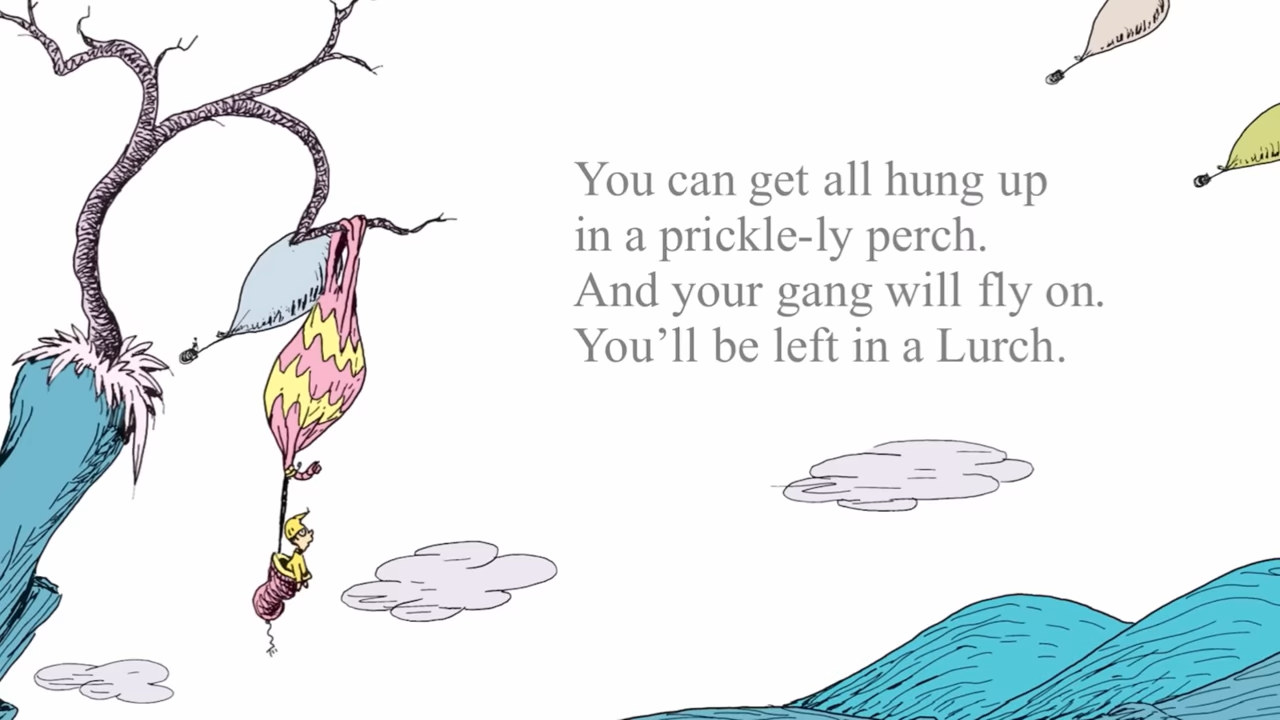 You can get all hung up
in a prickle-ly perch.
And your gang will fly on.
You’ll be left in a Lurch.